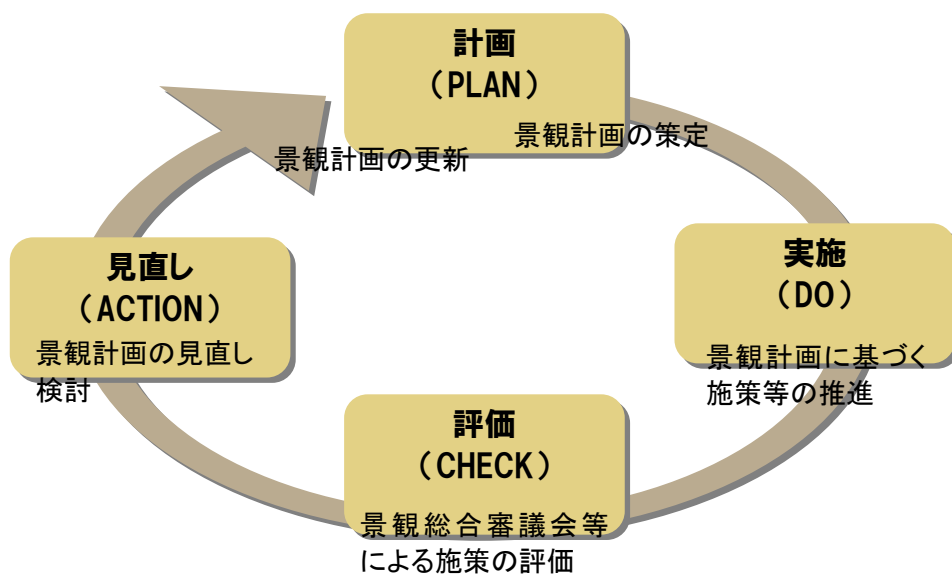 計画
（PLAN）
景観計画の策定
景観計画の更新
実施
（DO）
景観計画に基づく
施策等の推進
評価
（CHECK）
景観総合審議会等
による施策の評価
見直し
（ACTION）
景観計画の見直し
検討